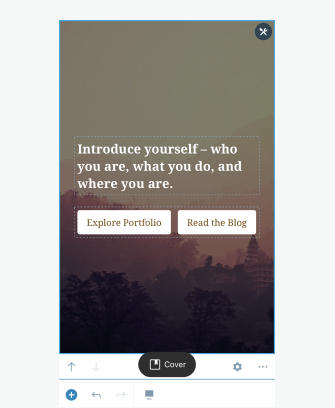 Introduce yourself – who
you are, what you do, and
where you are.
Explore Portfolio
Read the Blog
Cover